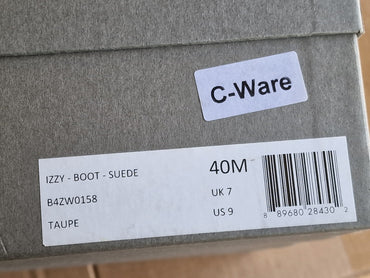 C-Ware
IZZY - BOOT - SUEDE
B4ZW0158
TAUPE
40M
UK 7
US 9
8 89680 28430 2